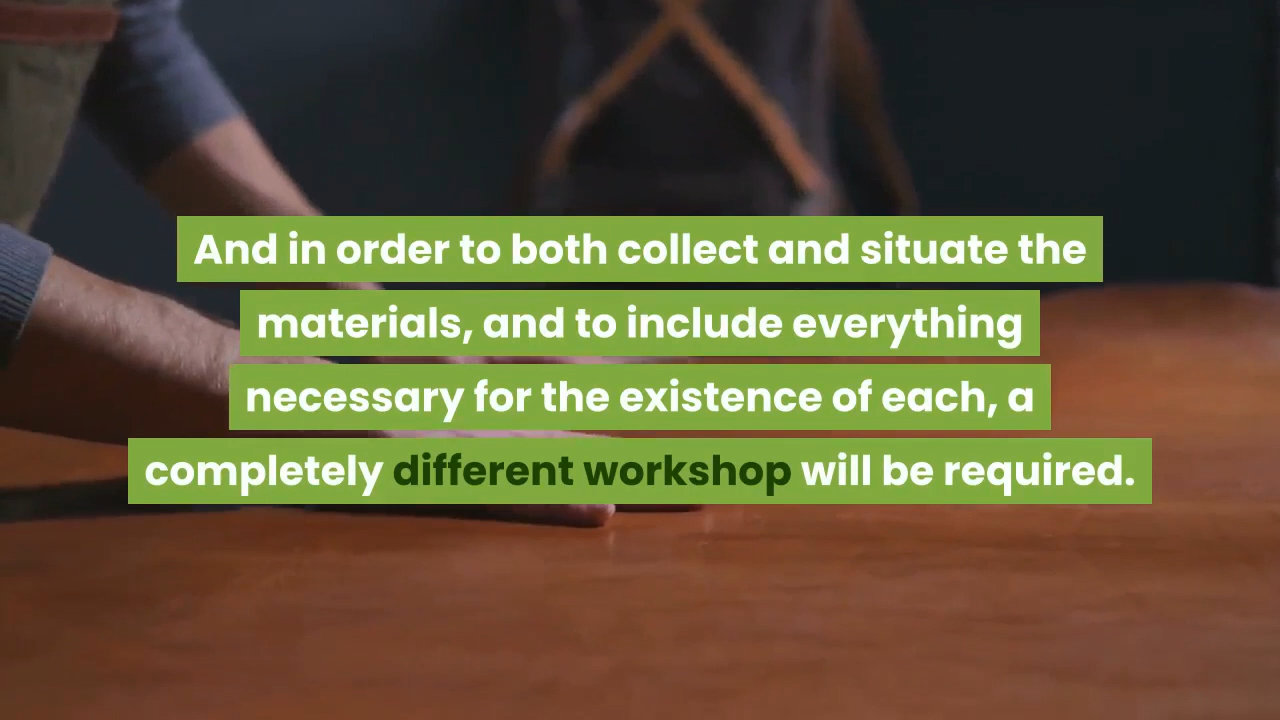 And in order to both collect and situate the
materials, and to include everything
necessary for the existence of each, a
completely different workshop will be required.